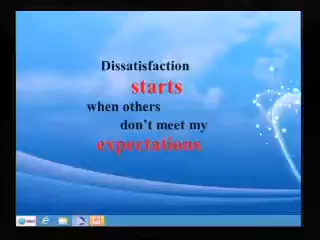 Dissatisfaction
starts
when others
don't meet my
expectations